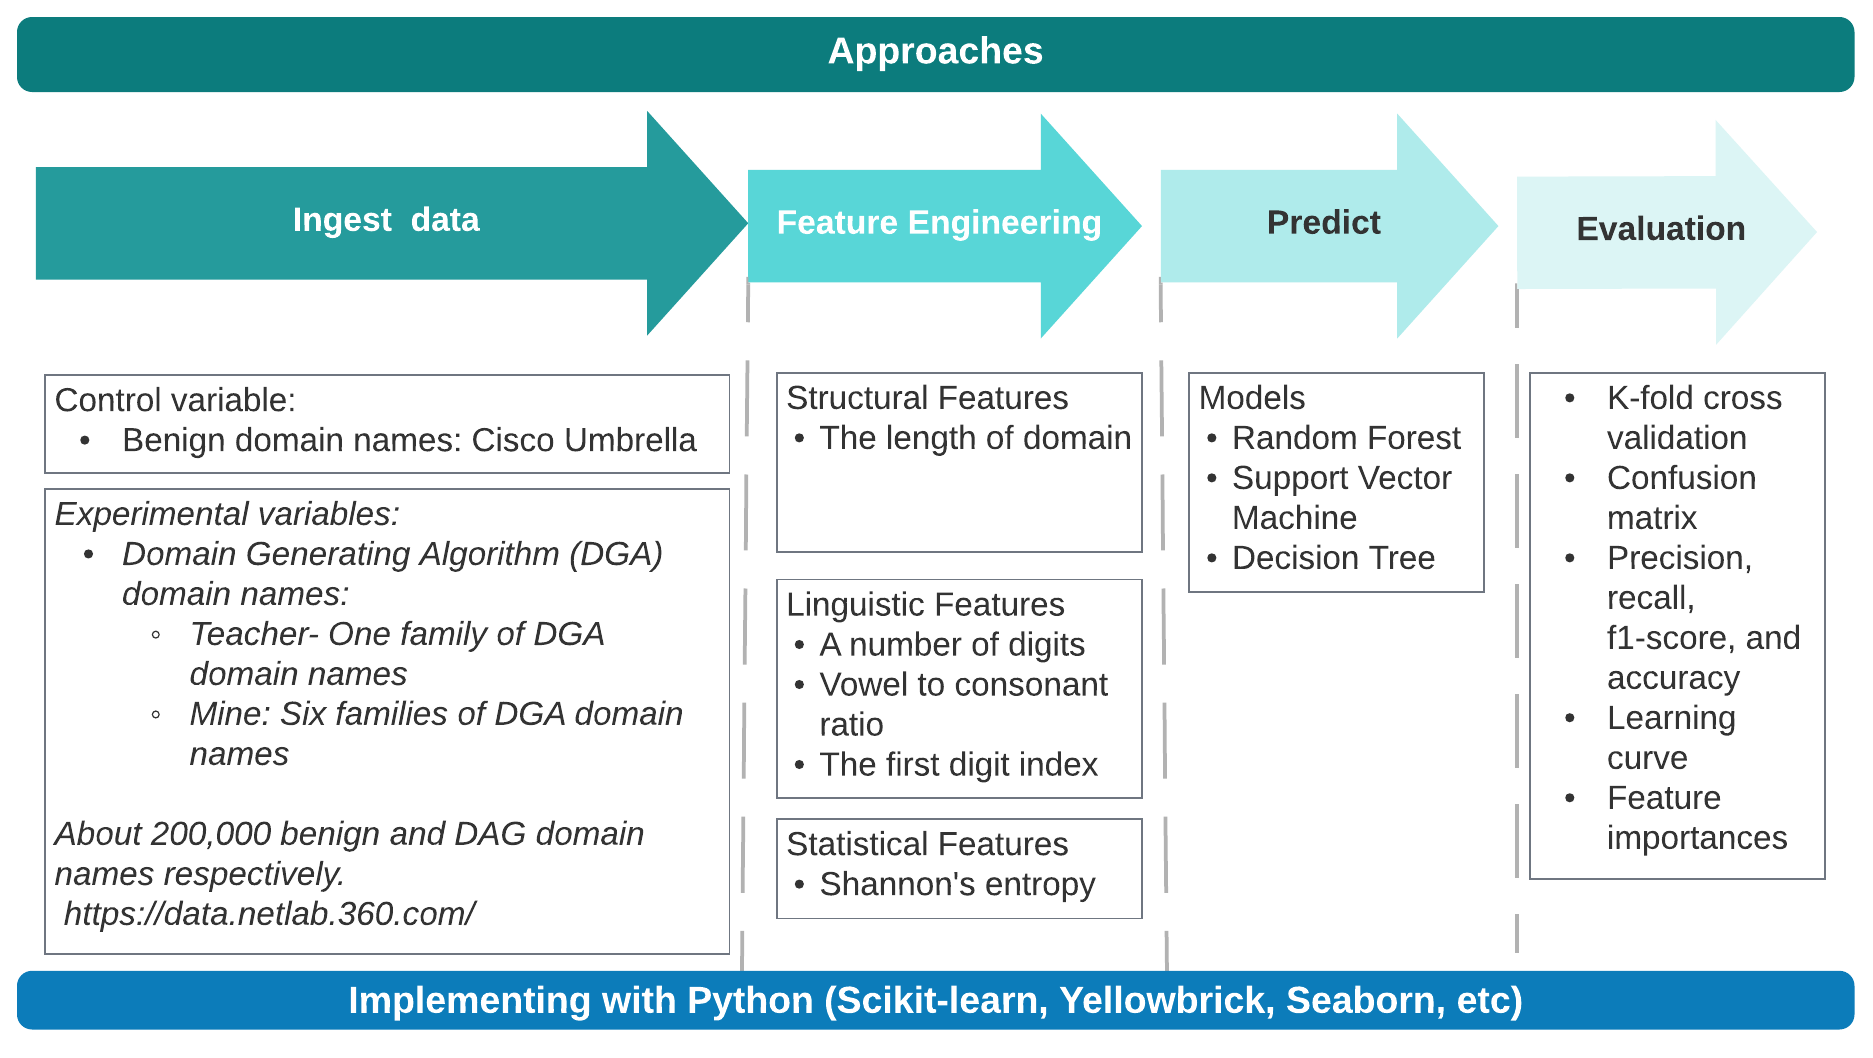 Approaches
Ingest data
Feature Engineering
Predict
Evaluation
Control variable:
• Benign domain names: Cisco Umbrella
Experimental variables:
• Domain Generating Algorithm (DGA)
domain names:
◦ Teacher- One family of DGA
domain names
◦ Mine: Six families of DGA domain
names
About 200,000 benign and DAG domain
names respectively.
https://data.netlab.360.com/
Structural Features
• The length of domain
Linguistic Features
• A number of digits
• Vowel to consonant
ratio
• The first digit index
Statistical Features
• Shannon's entropy
Models
• Random Forest
• Support Vector
Machine
• Decision Tree
• K-fold cross
validation
• Confusion
matrix
• Precision,
recall,
f1-score, and
accuracy
• Learning
curve
• Feature
importances
Implementing with Python (Scikit-learn, Yellowbrick, Seaborn, etc)